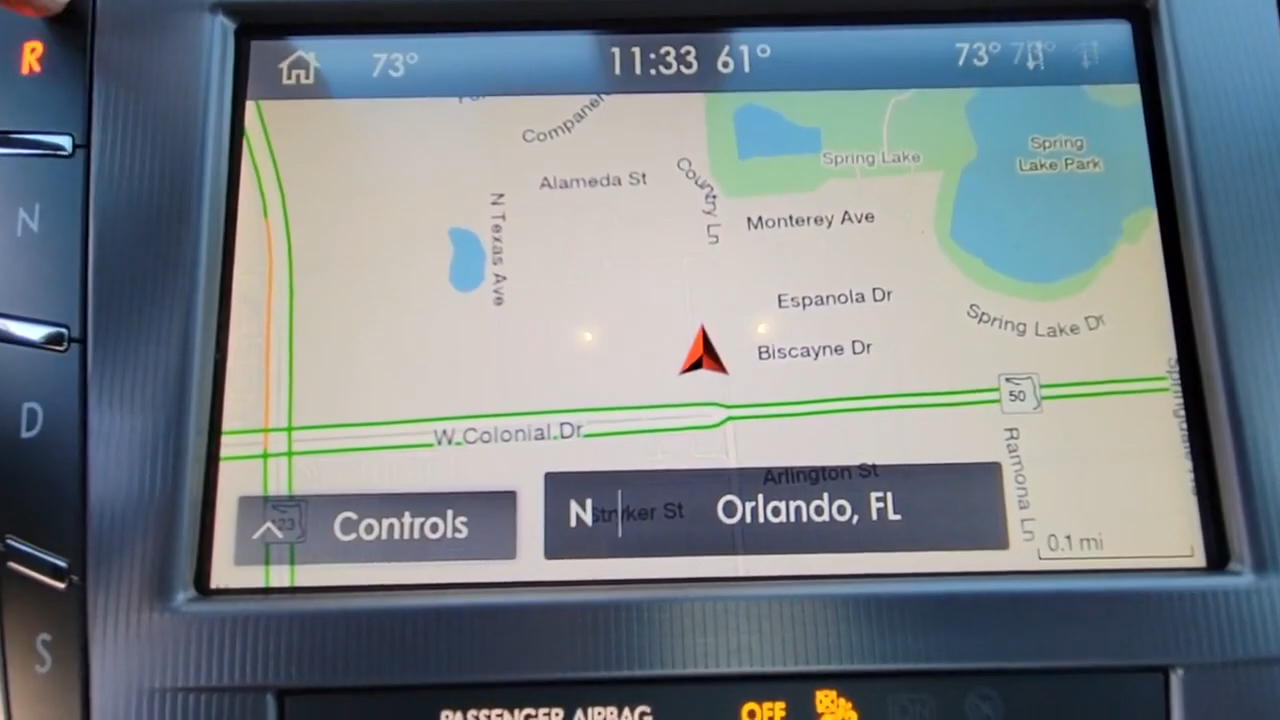 R
N
D
S
73° 11:33 61° 73°
Alameda St
N Texas Ave
Country Ln
Spring Lake
Spring
Lake Park
Monterey Ave
Espanola Dr
Biscayne Dr
Spring Lake Dr
50
W Colonial Dr
Ramona Ln
Arlington St
Stryker St
Controls
N Orlando, FL
0.1 mi
PASSENGER AIRBAG OFF